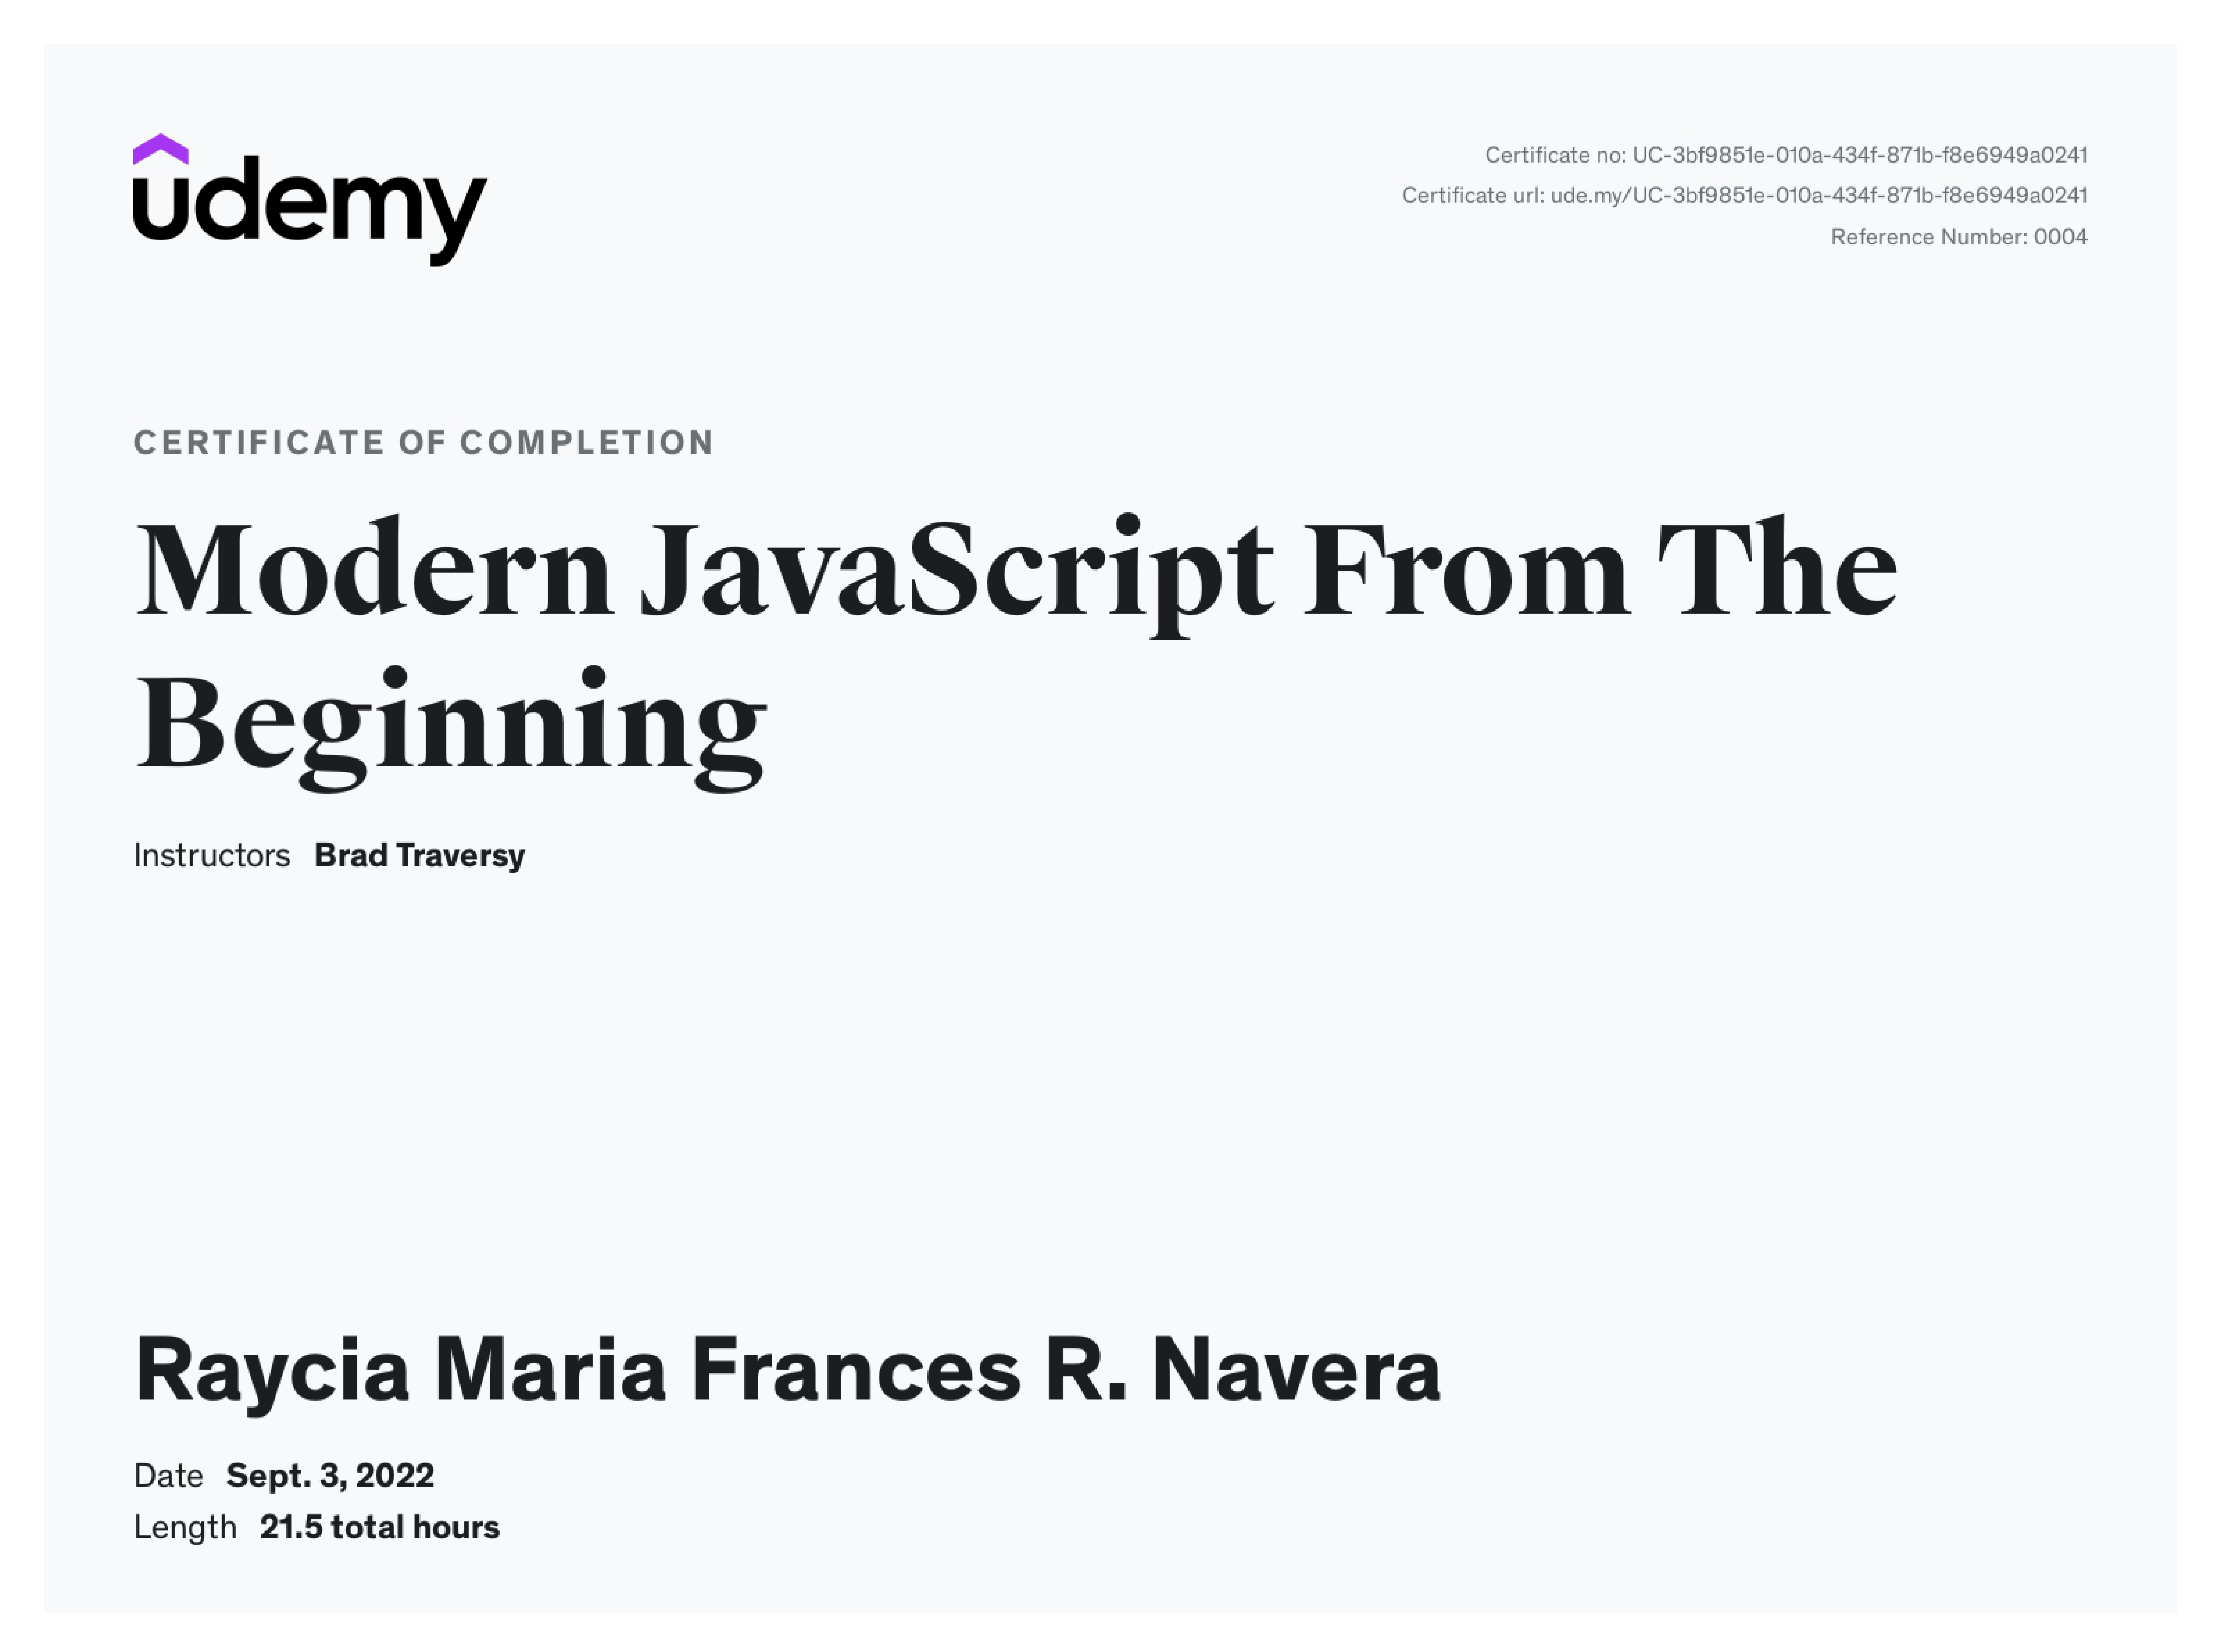 udemy
Certificate no: UC-3bf9851e-010a-434f-871b-f8e6949a0241
Certificate url: ude.my/UC-3bf9851e-010a-434f-871b-f8e6949a0241
Reference Number: 0004
CERTIFICATE OF COMPLETION
Modern JavaScript From The
Beginning
Instructors Brad Traversy
Raycia Maria Frances R. Navera
Date Sept. 3, 2022
Length 21.5 total hours